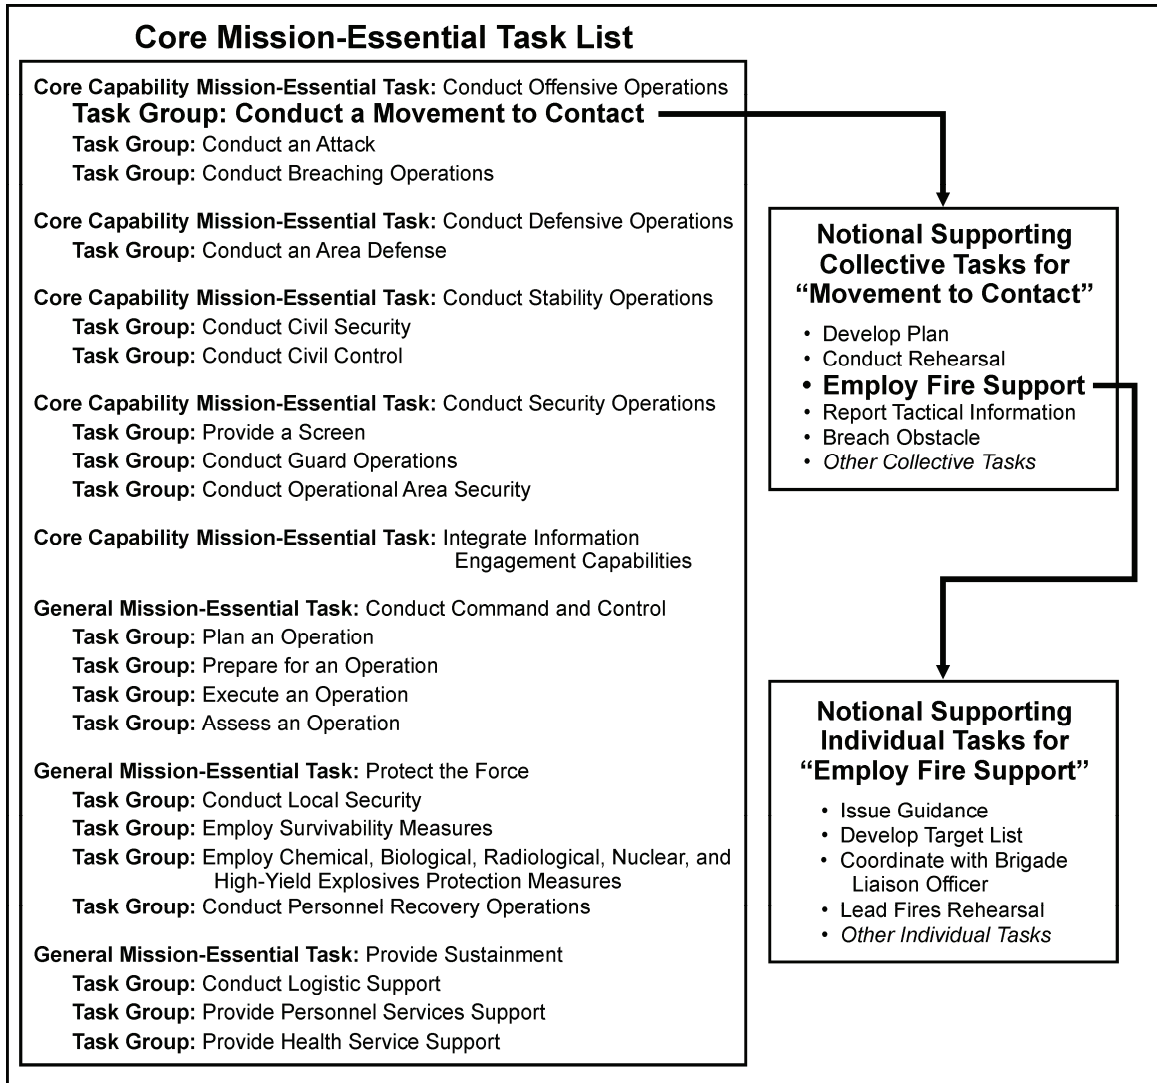 Core Mission-Essential Task List
Core Capability Mission-Essential Task: Conduct Offensive Operations
Task Group: Conduct a Movement to Contact
Task Group: Conduct an Attack
Task Group: Conduct Breaching Operations
Core Capability Mission-Essential Task: Conduct Defensive Operations
Task Group: Conduct an Area Defense
Core Capability Mission-Essential Task: Conduct Stability Operations
Task Group: Conduct Civil Security
Task Group: Conduct Civil Control
Core Capability Mission-Essential Task: Conduct Security Operations
Task Group: Provide a Screen
Task Group: Conduct Guard Operations
Task Group: Conduct Operational Area Security
Core Capability Mission-Essential Task: Integrate Information
Engagement Capabilities
General Mission-Essential Task: Conduct Command and Control
Task Group: Plan an Operation
Task Group: Prepare for an Operation
Task Group: Execute an Operation
Task Group: Assess an Operation
General Mission-Essential Task: Protect the Force
Task Group: Conduct Local Security
Task Group: Employ Survivability Measures
Task Group: Employ Chemical, Biological, Radiological, Nuclear, and
High-Yield Explosives Protection Measures
Task Group: Conduct Personnel Recovery Operations
General Mission-Essential Task: Provide Sustainment
Task Group: Conduct Logistic Support
Task Group: Provide Personnel Services Support
Task Group: Provide Health Service Support
Notional Supporting
Collective Tasks for
“Movement to Contact”
• Develop Plan
• Conduct Rehearsal
• Employ Fire Support
• Report Tactical Information
• Breach Obstacle
• Other Collective Tasks
Notional Supporting
Individual Tasks for
“Employ Fire Support”
• Issue Guidance
• Develop Target List
• Coordinate with Brigade
Liaison Officer
• Lead Fires Rehearsal
• Other Individual Tasks